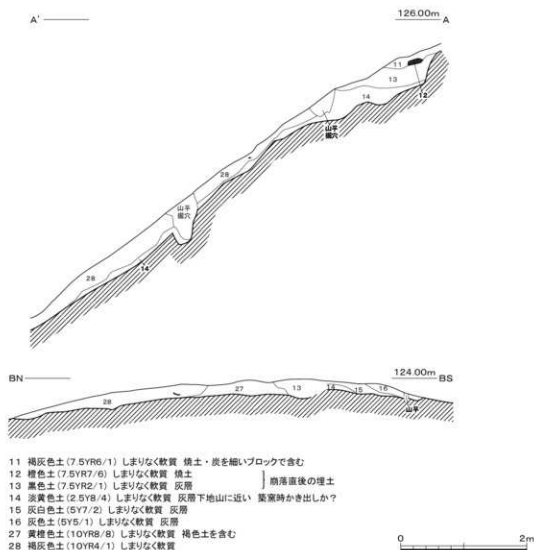 A'
126.00m
A
11
13
12
14
山芋
掘穴
28
山芋
掘穴
28
14
BN
124.00m
BS
28
27
13
14
15
16
山芋
11 褐灰色土(7.5YR6/1) しまりなく軟質 焼土・炭を細いブロックで含む
12 橙色土(7.5YR7/6) しまりなく軟質 焼土
13 黒色土(7.5YR2/1) しまりなく軟質 灰層
崩落直後の埋土
14 淡黄色土(2.5Y8/4) しまりなく軟質 灰層下地山に近い 築窯時かき出しか?
15 灰白色土(5Y7/2) しまりなく軟質 灰層
16 灰色土(5Y5/1) しまりなく軟質 灰層
27 黄橙色土(10YR8/8) しまりなく軟質 褐色土を含む
28 褐灰色土(10YR4/1) しまりなく軟質
0
2m